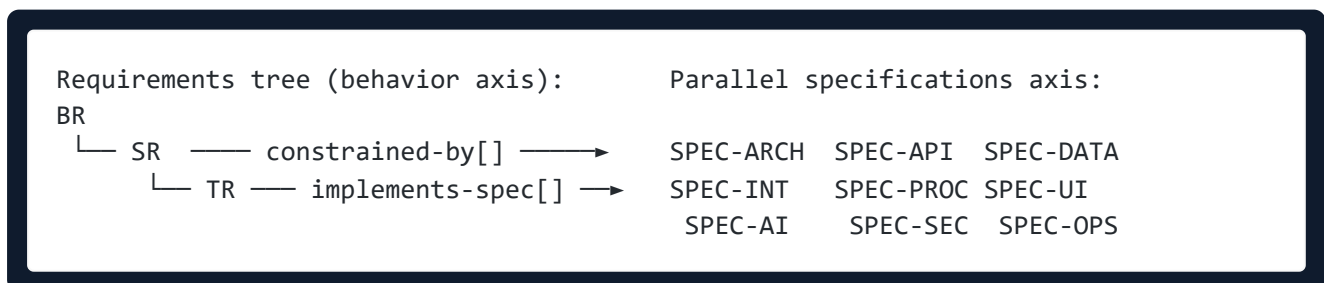 Requirements tree (behavior axis):       Parallel specifications axis:
BR
 └── SR  ──── constrained-by[] ─────►    SPEC-ARCH  SPEC-API   SPEC-DATA
      └── TR ─── implements-spec[] ──►   SPEC-INT   SPEC-PROC SPEC-UI
                                          SPEC-AI    SPEC-SEC  SPEC-OPS